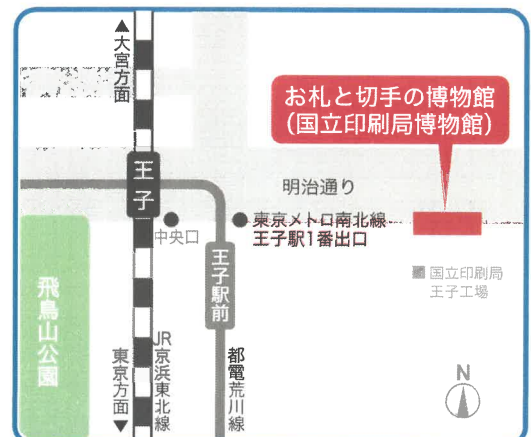 ▲大宮方面
お札と切手の博物館
（国立印刷局博物館）
王子
明治通り
中央口
東京メトロ南北線
王子駅1番出口
王子駅前
国立印刷局
王子工場
飛鳥山公園
東京方面▼
JR京浜東北線
都電荒川線
N